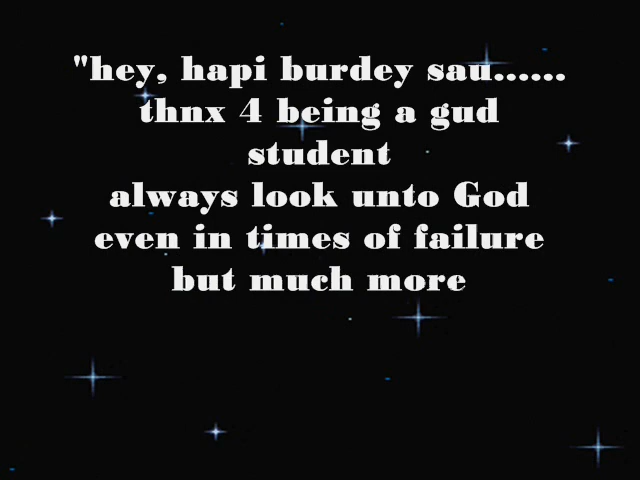 "hey, hapi burdey sau......
thnx 4 being a gud
student
always look unto God
even in times of failure
but much more